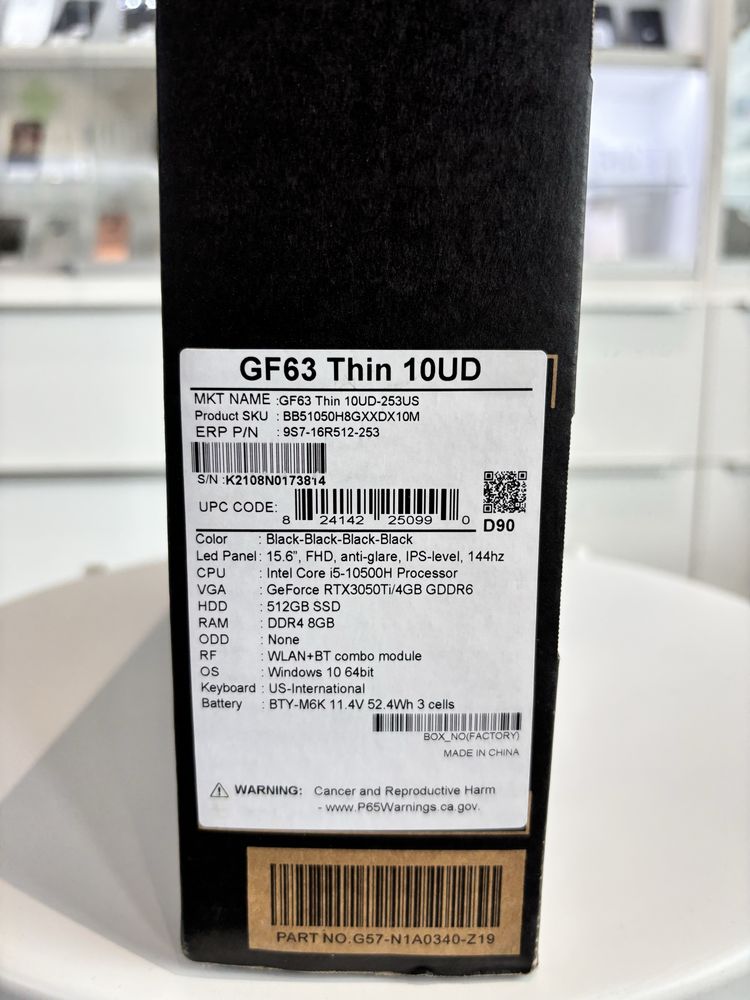 GF63 Thin 10UD
MKT NAME :GF63 Thin 10UD-253US
Product SKU : BB51050H8GXXDX10M
ERP P/N : 9S7-16R512-253
S/N :K2108N0173814
UPC CODE:
8 24142 25099 0
D90
Color : Black-Black-Black-Black
Led Panel : 15.6”, FHD, anti-glare, IPS-level, 144hz
CPU : Intel Core i5-10500H Processor
VGA : GeForce RTX3050Ti/4GB GDDR6
HDD : 512GB SSD
RAM : DDR4 8GB
ODD : None
RF : WLAN+BT combo module
OS : Windows 10 64bit
Keyboard : US-International
Battery : BTY-M6K 11.4V 52.4Wh 3 cells
BOX_NO(FACTORY)
MADE IN CHINA
WARNING: Cancer and Reproductive Harm
- www.P65Warnings.ca.gov.
PART NO.G57-N1A0340-Z19